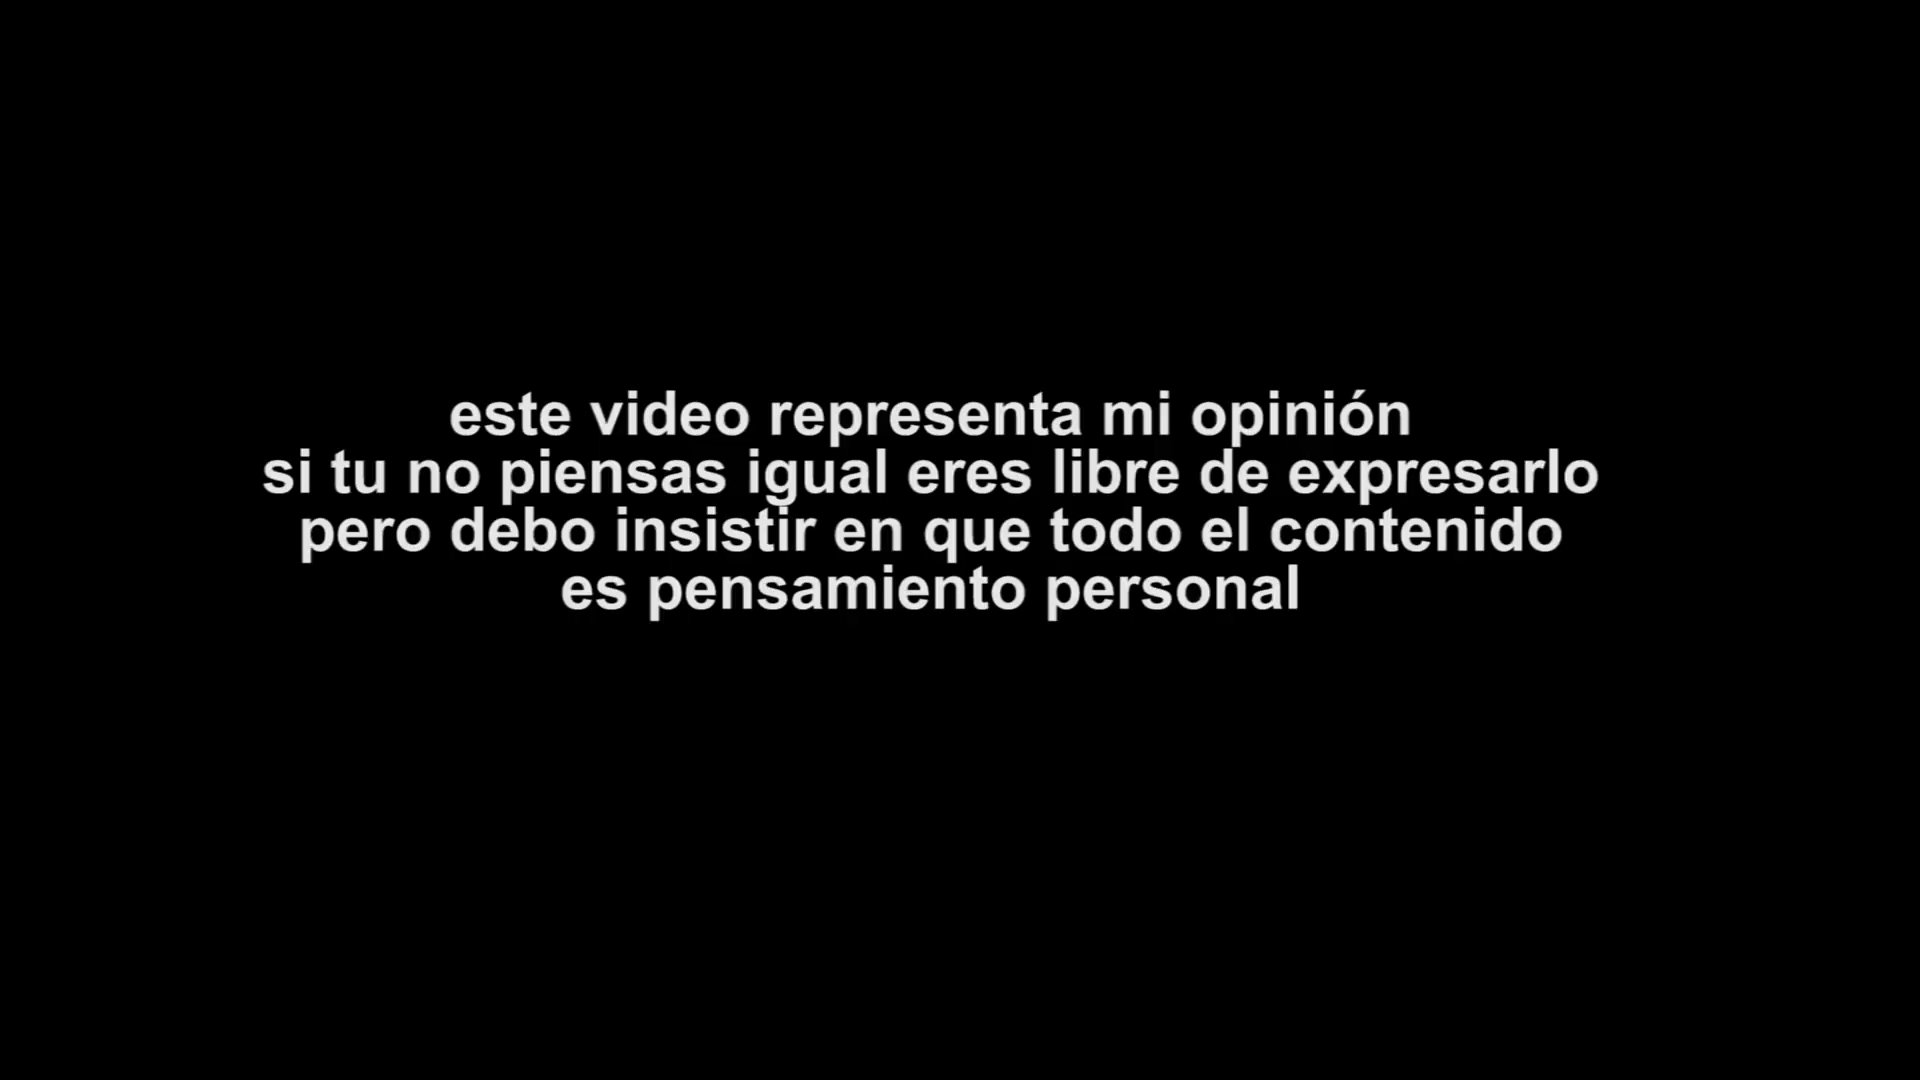 este video representa mi opinión
si tu no piensas igual eres libre de expresarlo
pero debo insistir en que todo el contenido
es pensamiento personal